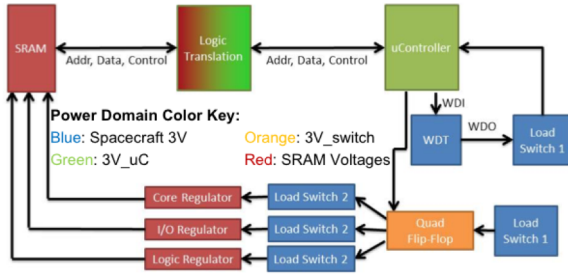 SRAM
Logic
Translation
uController
Addr, Data, Control
Addr, Data, Control
WDI
WDT
WDO
Load
Switch 1
Power Domain Color Key:
Blue: Spacecraft 3V
Orange: 3V_switch
Green: 3V_uC
Red: SRAM Voltages
Core Regulator
Load Switch 2
I/O Regulator
Load Switch 2
Logic Regulator
Load Switch 2
Quad
Flip-Flop
Load
Switch 1